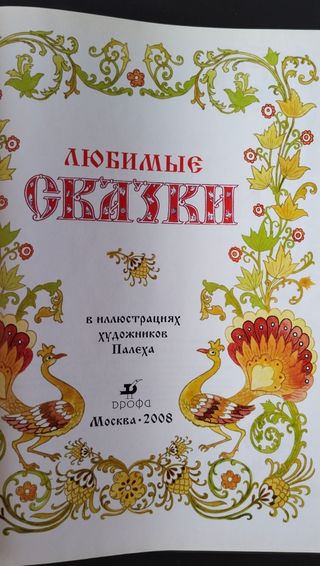 ЛЮБИМЫЕ
СКАЗКИ
в иллюстрациях
художников
Палеха
ДРОФА
Москва • 2008